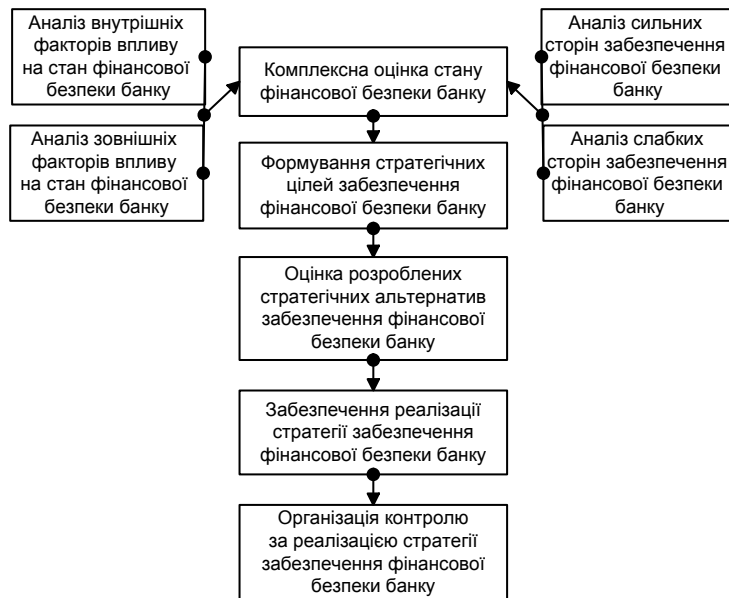 Аналіз внутрішніх
факторів впливу
на стан фінансової
безпеки банку
Аналіз зовнішніх
факторів впливу
на стан фінансової
безпеки банку
Комплексна оцінка стану
фінансової безпеки банку
Формування стратегічних
цілей забезпечення
фінансової безпеки банку
Оцінка розроблених
стратегічних альтернатив
забезпечення фінансової
безпеки банку
Забезпечення реалізації
стратегії забезпечення
фінансової безпеки банку
Організація контролю
за реалізацією стратегії
забезпечення фінансової
безпеки банку
Аналіз сильних
сторін забезпечення
фінансової безпеки
банку
Аналіз слабких
сторін забезпечення
фінансової безпеки
банку